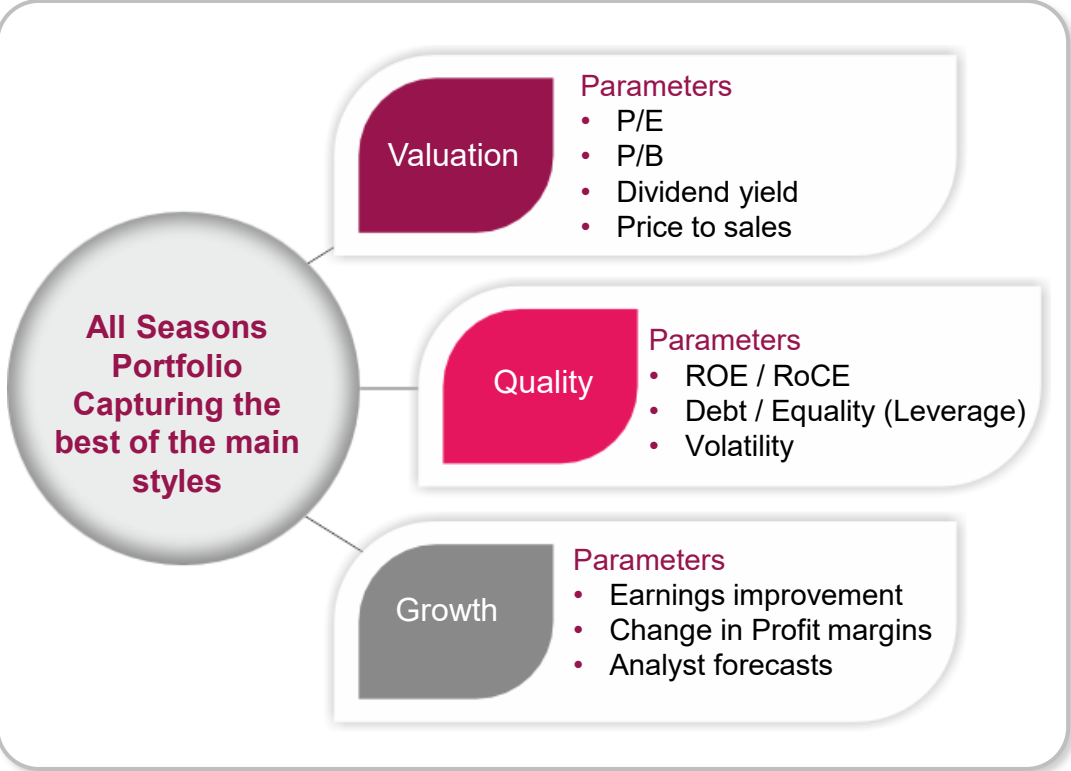 All Seasons
Portfolio
Capturing the
best of the main
styles
Valuation
Parameters
• P/E
• P/B
• Dividend yield
• Price to sales
Quality
Parameters
• ROE / RoCE
• Debt / Equality (Leverage)
• Volatility
Growth
Parameters
• Earnings improvement
• Change in Profit margins
• Analyst forecasts